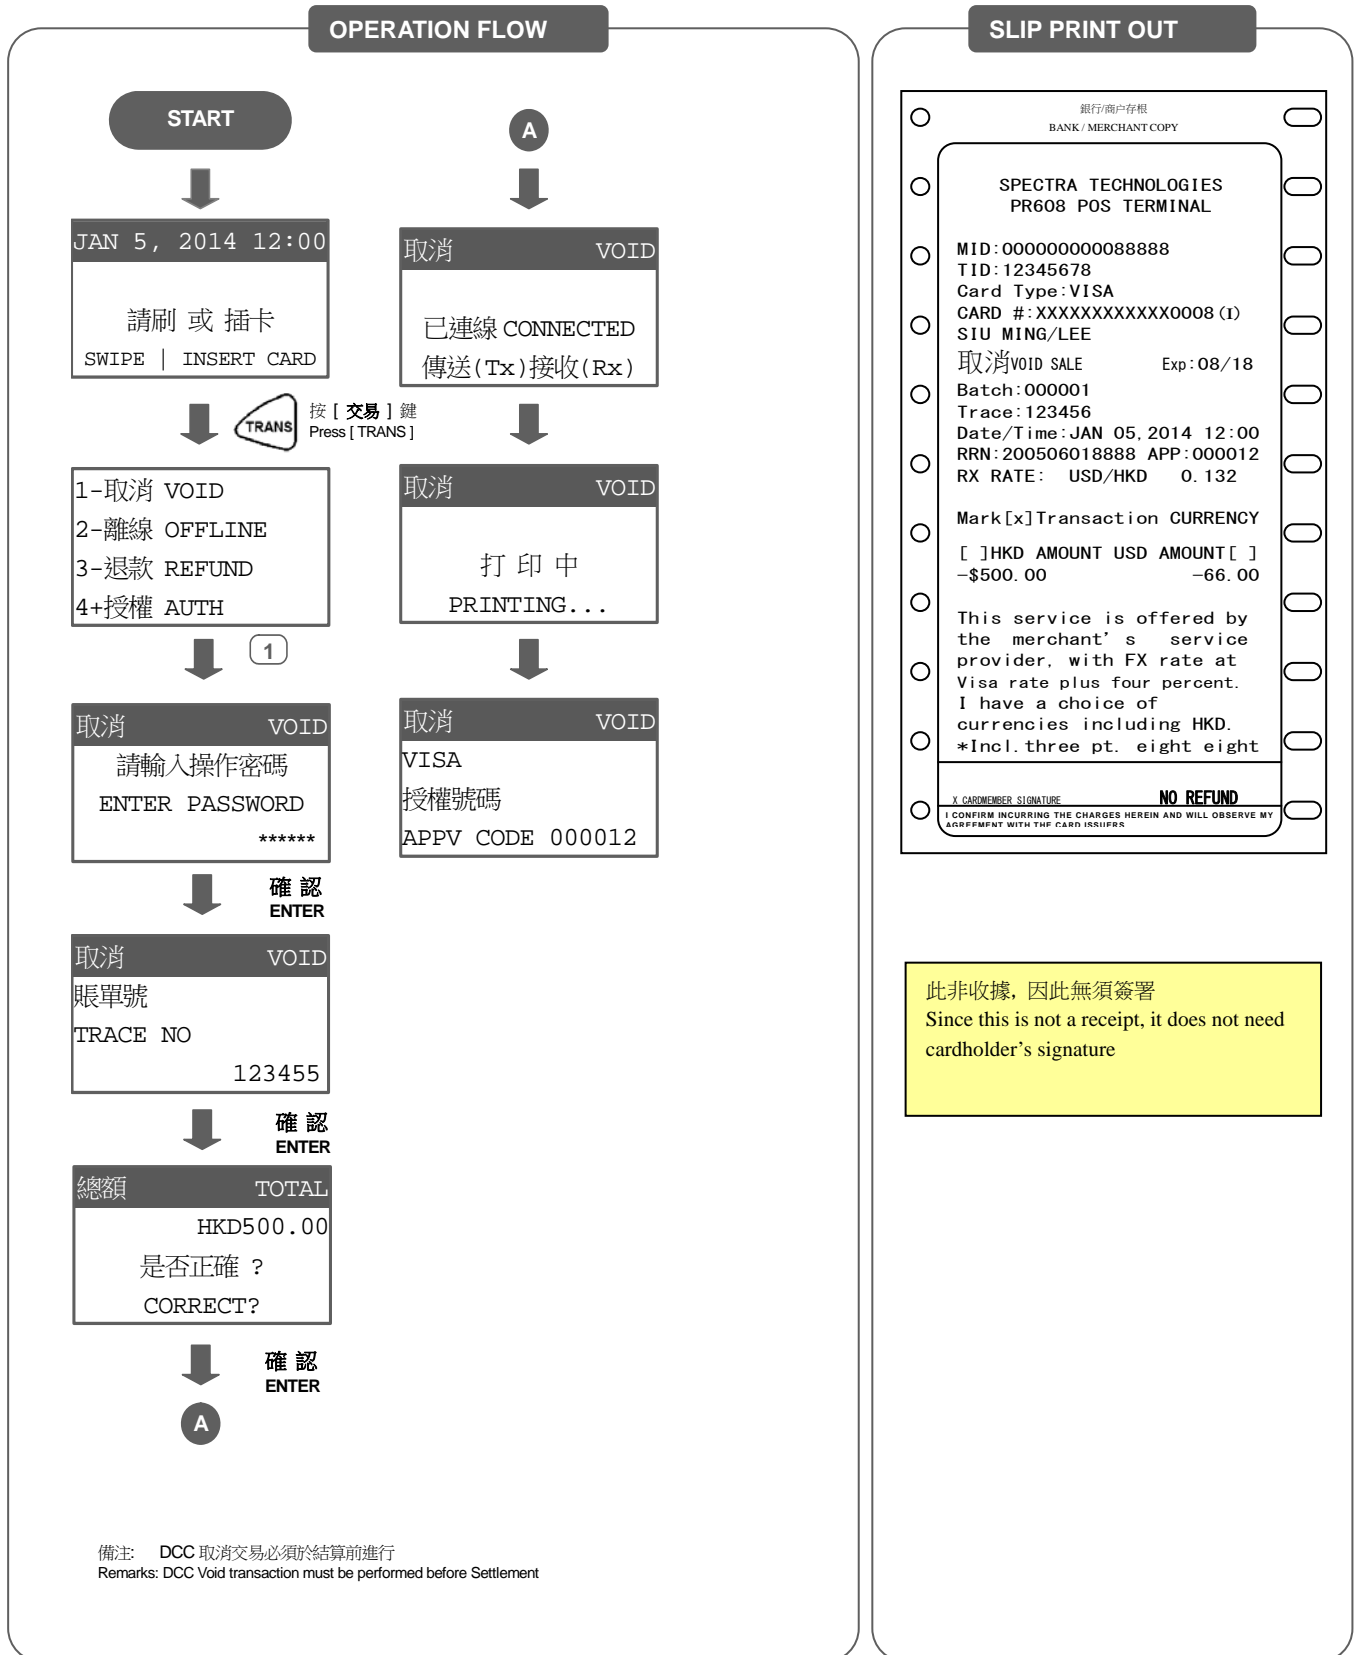 OPERATION FLOW
START
JAN 5, 2014 12:00
請刷 或 插卡
SWIPE | INSERT CARD
TRANS
按 [ 交易 ] 鍵
Press [ TRANS ]
1-取消 VOID
2-離線 OFFLINE
3-退款 REFUND
4+授權 AUTH
1
取消 VOID
請輸入操作密碼
ENTER PASSWORD
******
確 認
ENTER
取消 VOID
賬單號
TRACE NO
123455
確 認
ENTER
總額 TOTAL
HKD500.00
是否正確 ?
CORRECT?
確 認
ENTER
A
A
取消 VOID
已連線 CONNECTED
傳送(Tx)接收(Rx)
取消 VOID
打 印 中
PRINTING...
取消 VOID
VISA
授權號碼
APPV CODE 000012
備注: DCC 取消交易必須於結算前進行
Remarks: DCC Void transaction must be performed before Settlement
SLIP PRINT OUT
銀行/商户存根
BANK / MERCHANT COPY
SPECTRA TECHNOLOGIES
PR608 POS TERMINAL
MID:000000000088888
TID:12345678
Card Type:VISA
CARD #:XXXXXXXXXXXX0008(I)
SIU MING/LEE
取消VOID SALE Exp:08/18
Batch:000001
Trace:123456
Date/Time:JAN 05,2014 12:00
RRN:200506018888 APP:000012
RX RATE: USD/HKD 0.132
Mark[x]Transaction CURRENCY
[ ]HKD AMOUNT USD AMOUNT[ ]
-$500.00 -66.00
This service is offered by
the merchant's service
provider, with FX rate at
Visa rate plus four percent.
I have a choice of
currencies including HKD.
*Incl.three pt. eight eight
X CARDMEMBER SIGNATURE NO REFUND
I CONFIRM INCURRING THE CHARGES HEREIN AND WILL OBSERVE MY
AGREEMENT WITH THE CARD ISSUERS
此非收據, 因此無須簽署
Since this is not a receipt, it does not need
cardholder's signature